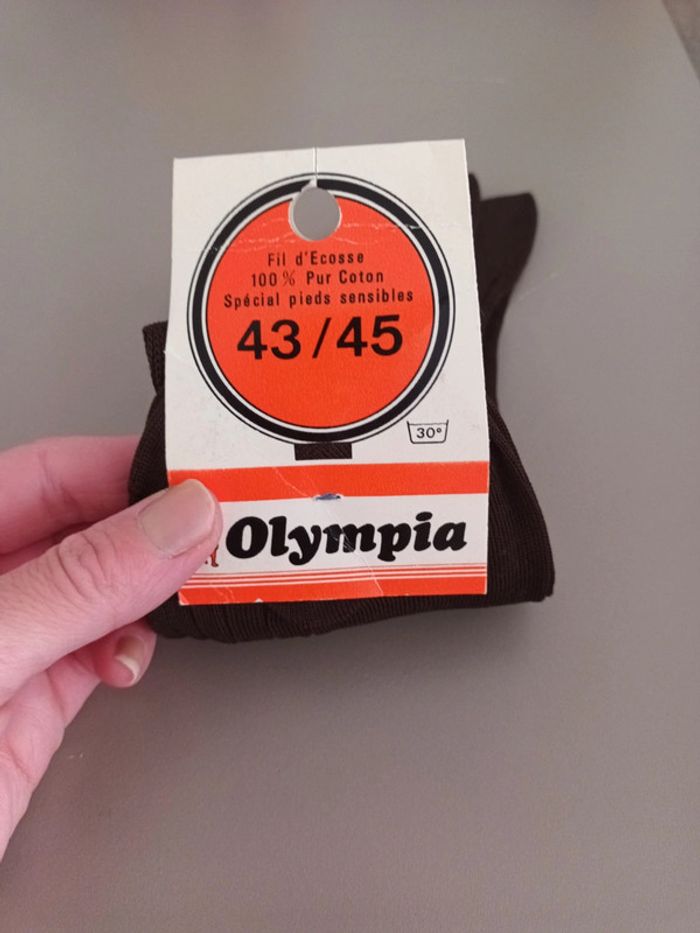 Fil d'Ecosse
100 % Pur Coton
Spécial pieds sensibles
43/45
30°
Olympia